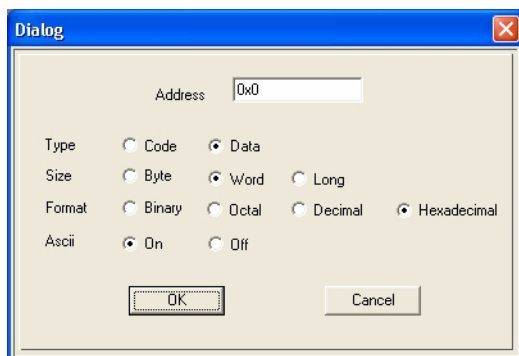 Dialog
Address 0x0
Type Code Data
Size Byte Word Long
Format Binary Octal Decimal Hexadecimal
Ascii On Off
OK Cancel